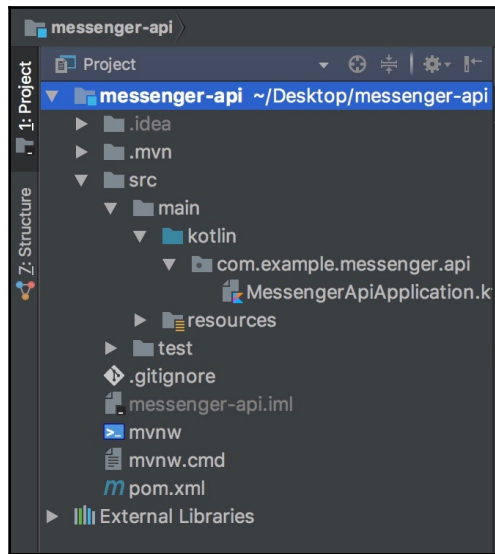 messenger-api
Project
1: Project
Z: Structure
messenger-api ~/Desktop/messenger-api
.idea
.mvn
src
main
kotlin
com.example.messenger.api
MessengerApiApplication.k
resources
test
.gitignore
messenger-api.iml
mvnw
mvnw.cmd
pom.xml
External Libraries